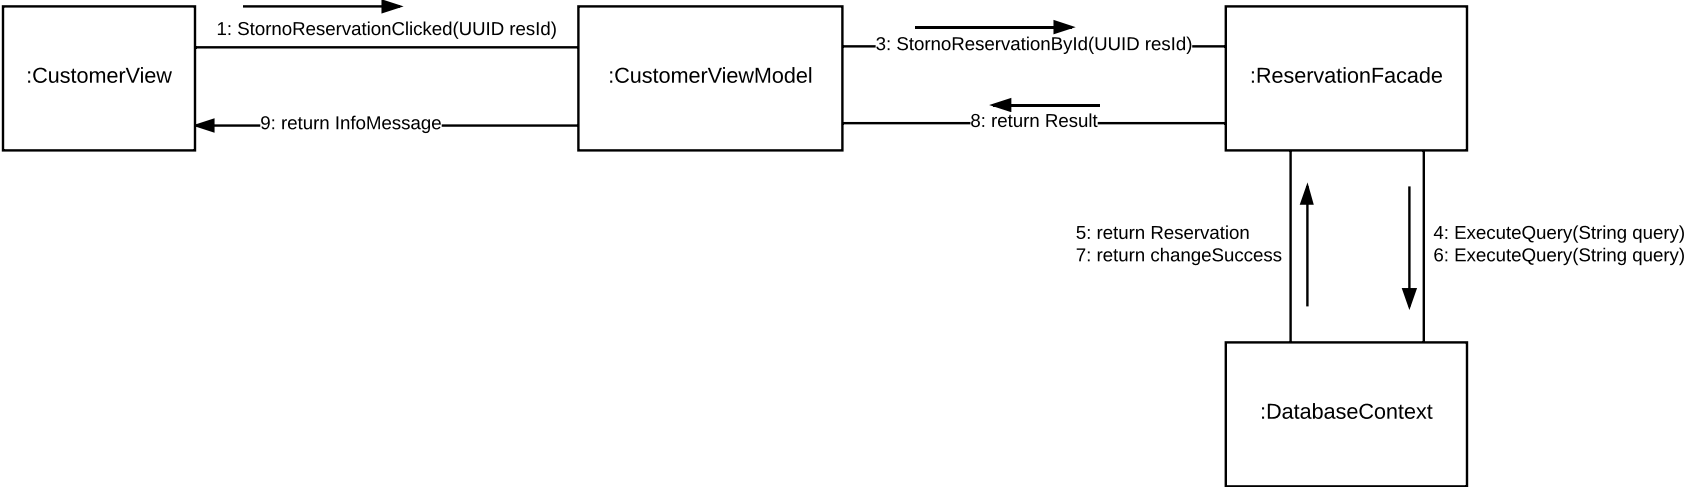 1: StornoReservationClicked(UUID resId)
3: StornoReservationById(UUID resId)
:CustomerView
:CustomerViewModel
:ReservationFacade
9: return InfoMessage
8: return Result
5: return Reservation
7: return changeSuccess
4: ExecuteQuery(String query)
6: ExecuteQuery(String query)
:DatabaseContext